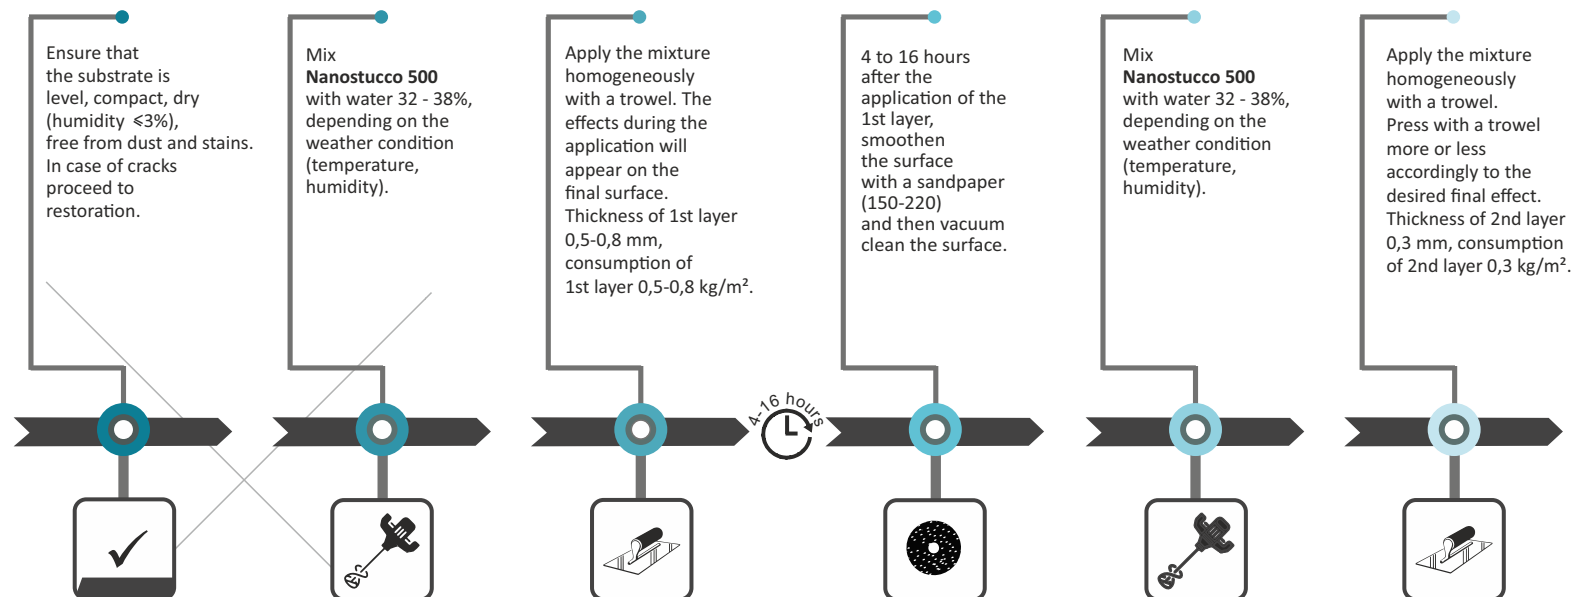 Ensure that
the substrate is
level, compact, dry
(humidity ≤3%),
free from dust and stains.
In case of cracks
proceed to
restoration.
Mix
Nanostucco 500
with water 32 - 38%,
depending on the
weather condition
(temperature,
humidity).
Apply the mixture
homogeneously
with a trowel. The
effects during the
application will
appear on the
final surface.
Thickness of 1st layer
0,5-0,8 mm,
consumption of
1st layer 0,5-0,8 kg/m².
4-16 hours
4 to 16 hours
after the
application of the
1st layer,
smoothen
the surface
with a sandpaper
(150-220)
and then vacuum
clean the surface.
Mix
Nanostucco 500
with water 32 - 38%,
depending on the
weather condition
(temperature,
humidity).
Apply the mixture
homogeneously
with a trowel.
Press with a trowel
more or less
accordingly to the
desired final effect.
Thickness of 2nd layer
0,3 mm, consumption
of 2nd layer 0,3 kg/m².